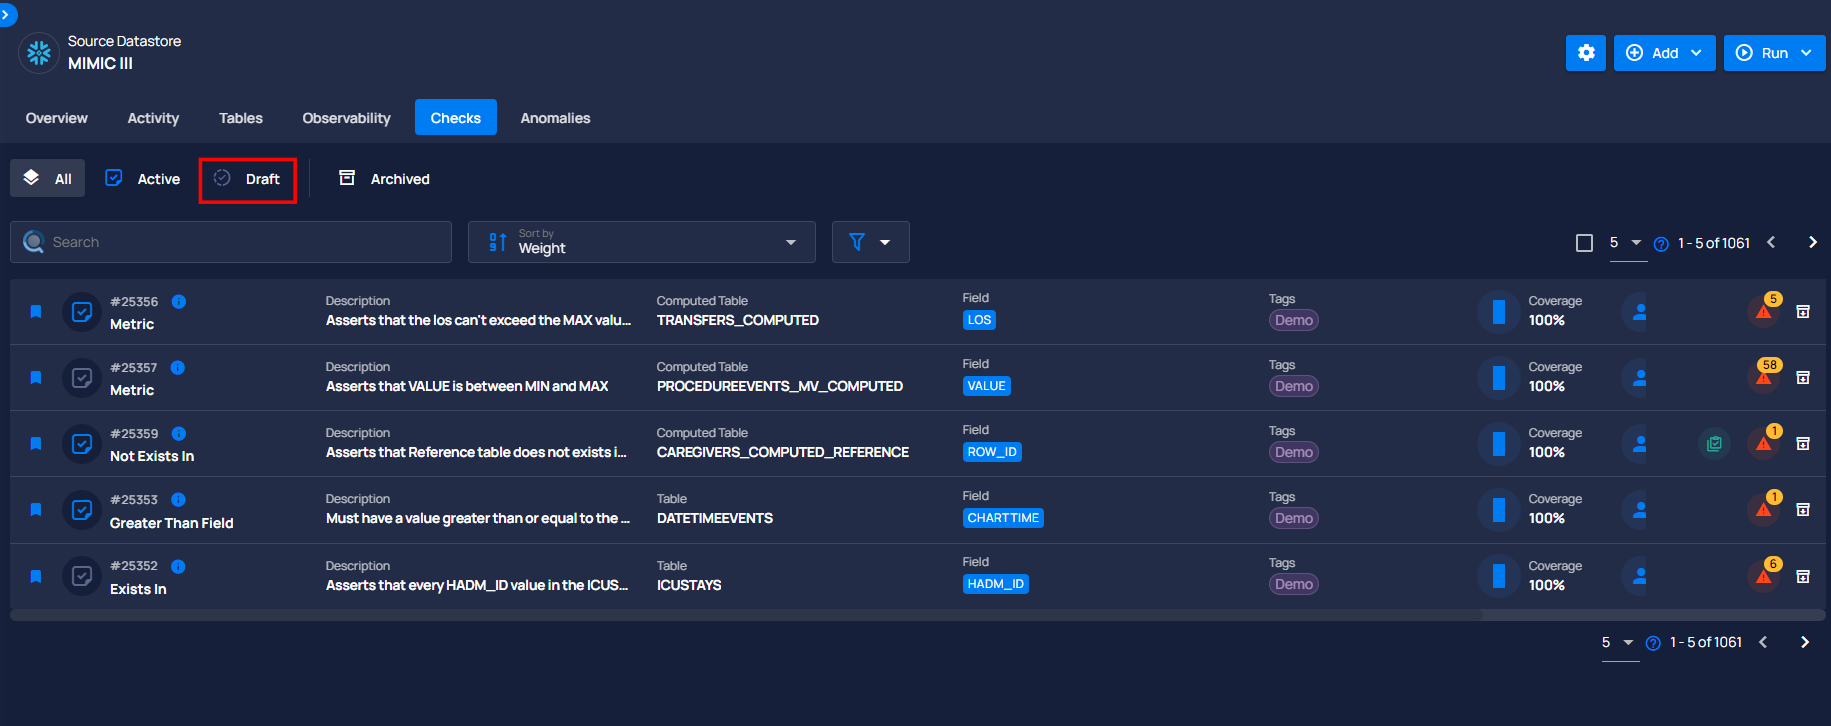 Source Datastore
MIMIC III
Add
Run
Overview Activity Tables Observability Checks Anomalies
All Active Draft Archived
Search
Sort by
Weight
5 1 - 5 of 1061
#25356 Description Computed Table Field Tags Coverage 5
Metric Asserts that the los can't exceed the MAX valu... TRANSFERS_COMPUTED LOS Demo 100%
#25357 Description Computed Table Field Tags Coverage 58
Metric Asserts that VALUE is between MIN and MAX PROCEDUREEVENTS_MV_COMPUTED VALUE Demo 100%
#25359 Description Computed Table Field Tags Coverage 1
Not Exists In Asserts that Reference table does not exists i... CAREGIVERS_COMPUTED_REFERENCE ROW_ID Demo 100%
#25353 Description Table Field Tags Coverage 1
Greater Than Field Must have a value greater than or equal to the ... DATETIMEEVENTS CHARTTIME Demo 100%
#25352 Description Table Field Tags Coverage 6
Exists In Asserts that every HADM_ID value in the ICUS... ICUSTAYS HADM_ID Demo 100%
5 1 - 5 of 1061